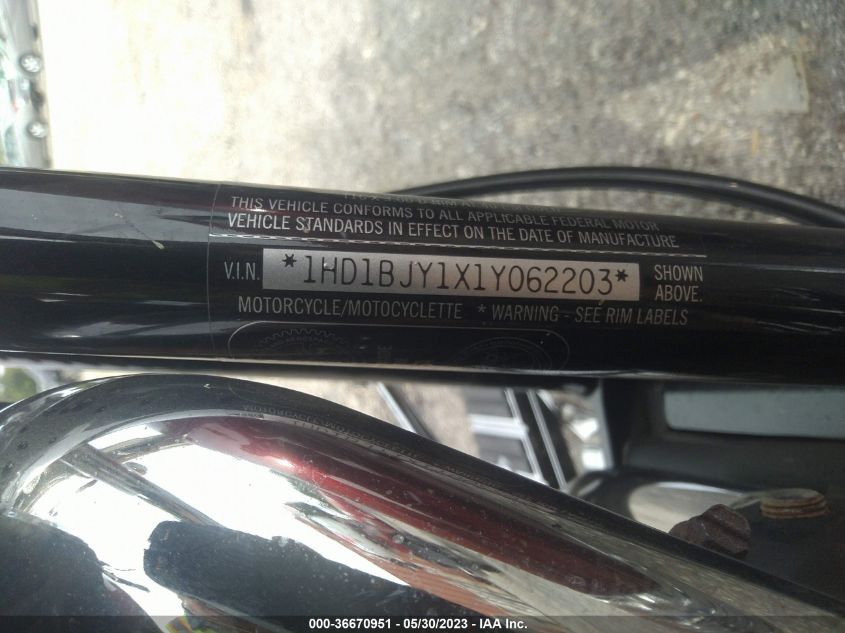 THIS VEHICLE CONFORMS TO ALL APPLICABLE FEDERAL MOTOR
VEHICLE STANDARDS IN EFFECT ON THE DATE OF MANUFACTURE
V.I.N. *1HD1BJY1X1Y062203* SHOWN ABOVE.
MOTORCYCLE/MOTOCYCLETTE * WARNING - SEE RIM LABELS
000-36670951 - 05/30/2023 - IAA Inc.